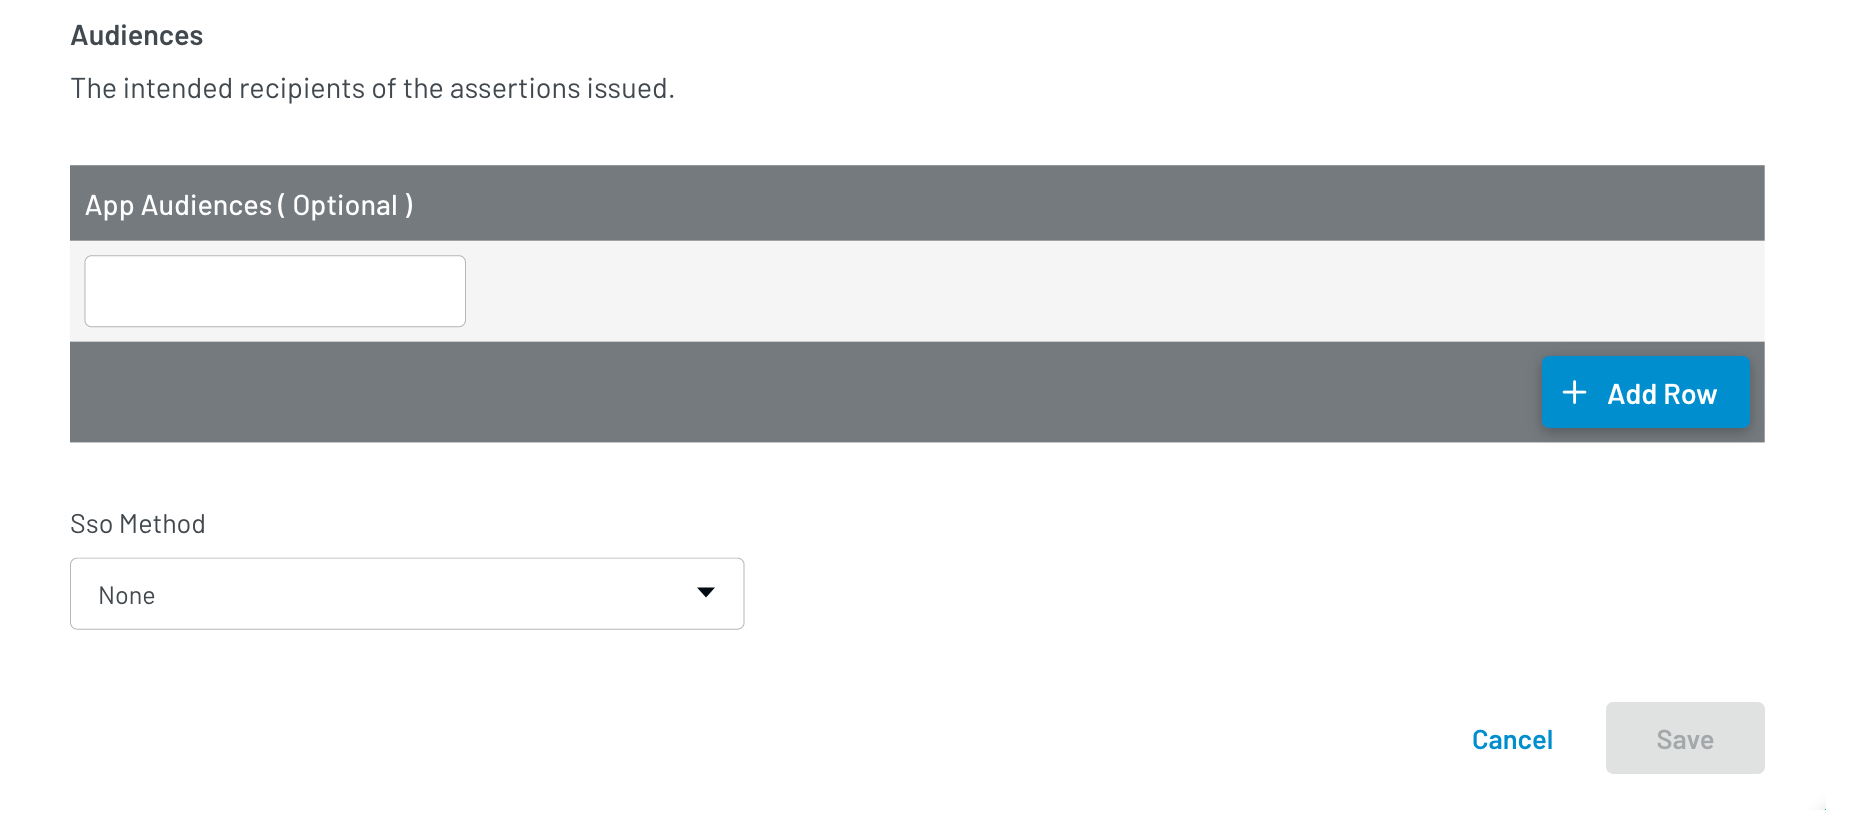 Audiences
The intended recipients of the assertions issued.
App Audiences ( Optional )
Add Row
Sso Method
None
Cancel
Save